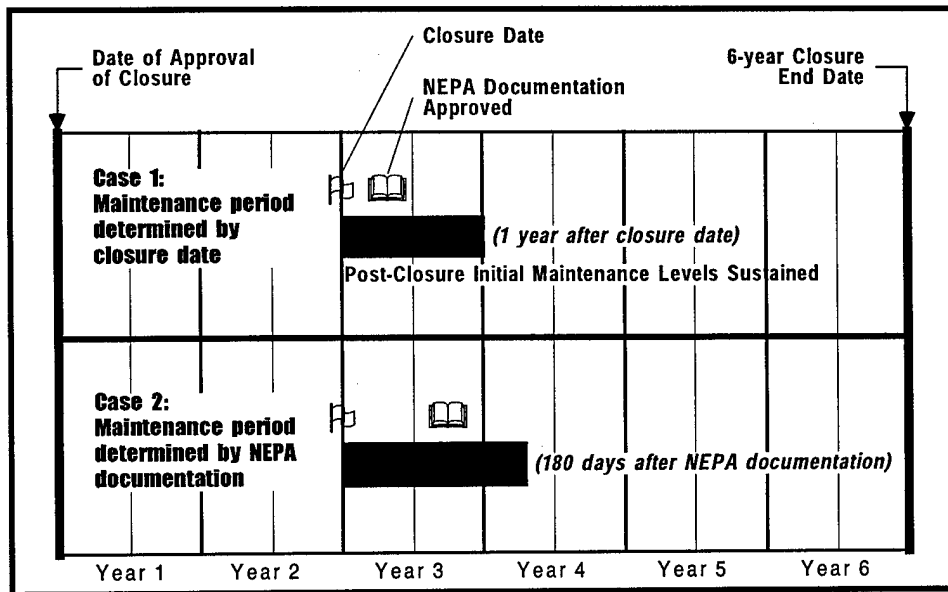 Date of Approval
of Closure
Closure Date
NEPA Documentation
Approved
6-year Closure
End Date
Case 1:
Maintenance period
determined by
closure date
(1 year after closure date)
Post-Closure Initial Maintenance Levels Sustained
Case 2:
Maintenance period
determined by NEPA
documentation
(180 days after NEPA documentation)
Year 1 Year 2 Year 3 Year 4 Year 5 Year 6